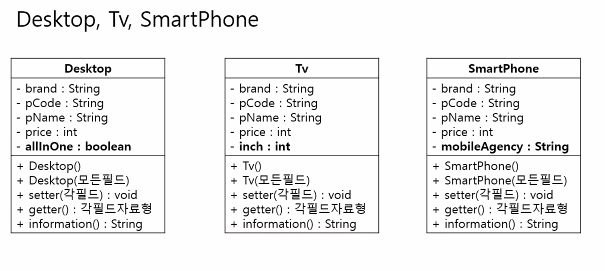 Desktop, Tv, SmartPhone
Desktop
- brand : String
- pCode : String
- pName : String
- price : int
- allInOne : boolean
+ Desktop()
+ Desktop(모든필드)
+ setter(각필드) : void
+ getter() : 각필드자료형
+ information() : String
Tv
- brand : String
- pCode : String
- pName : String
- price : int
- inch : int
+ Tv()
+ Tv(모든필드)
+ setter(각필드) : void
+ getter() : 각필드자료형
+ information() : String
SmartPhone
- brand : String
- pCode : String
- pName : String
- price : int
- mobileAgency : String
+ SmartPhone()
+ SmartPhone(모든필드)
+ setter(각필드) : void
+ getter() : 각필드자료형
+ information() : String